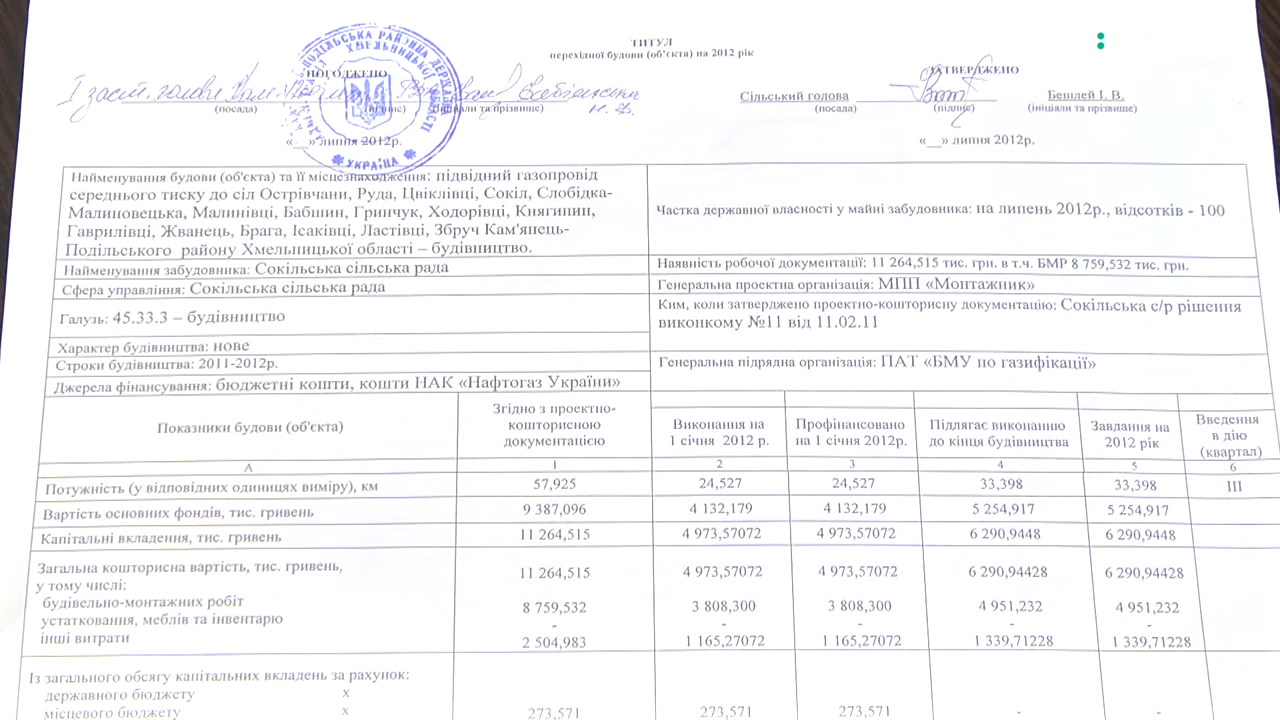 ТИТУЛ
перехідної будови (об'єкта) на 2012 рік
ПОГОДЖЕНО
ЗАТВЕРДЖЕНО
І заст. голови
Сільський голова
Бешлей І. В.
(посада) (підпис) (ініціали та прізвище)
(посада) (підпис) (ініціали та прізвище)
«__» липня 2012р.
«__» липня 2012р.
ХМЕЛЬНИЦЬКОЇ ОБЛАСТІ
УКРАЇНА
Найменування будови (об'єкта) та її місцезнаходження: підвідний газопровід
середнього тиску до сіл Острівчани, Руда, Цвіклівці, Сокіл, Слобідка-
Малиновецька, Малинівці, Бабшин, Гринчук, Ходорівці, Княгинин,
Гаврилівці, Жванець, Брага, Ісаківці, Ластівці, Збруч Кам'янець-
Подільського району Хмельницької області – будівництво.
Частка державної власності у майні забудовника: на липень 2012р., відсотків - 100
Найменування забудовника: Сокільська сільська рада
Наявність робочої документації: 11 264,515 тис. грн. в т.ч. БМР 8 759,532 тис. грн.
Сфера управління: Сокільська сільська рада
Генеральна проектна організація: МПП «Монтажник»
Галузь: 45.33.3 – будівництво
Ким, коли затверджено проектно-кошторисну документацію: Сокільська с/р рішення
виконкому №11 від 11.02.11
Характер будівництва: нове
Строки будівництва: 2011-2012р.
Генеральна підрядна організація: ПАТ «БМУ по газифікації»
Джерела фінансування: бюджетні кошти, кошти НАК «Нафтогаз України»
Показники будови (об'єкта)
Згідно з проектно-
кошторисною
документацією
Виконання на
1 січня 2012 р.
Профінансовано
на 1 січня 2012р.
Підлягає виконанню
до кінця будівництва
Завдання на
2012 рік
Введення
в дію
(квартал)
А 1 2 3 4 5 6
Потужність (у відповідних одиницях виміру), км 57,925 24,527 24,527 33,398 33,398 ІІІ
Вартість основних фондів, тис. гривень 9 387,096 4 132,179 4 132,179 5 254,917 5 254,917
Капітальні вкладення, тис. гривень 11 264,515 4 973,57072 4 973,57072 6 290,9448 6 290,9448
Загальна кошторисна вартість, тис. гривень, 11 264,515 4 973,57072 4 973,57072 6 290,94428 6 290,94428
у тому числі:
будівельно-монтажних робіт 8 759,532 3 808,300 3 808,300 4 951,232 4 951,232
устатковання, меблів та інвентарю - - - - -
інші витрати 2 504,983 1 165,27072 1 165,27072 1 339,71228 1 339,71228
Із загального обсягу капітальних вкладень за рахунок:
державного бюджету х
місцевого бюджету х 273,571 273,571 273,571 - -